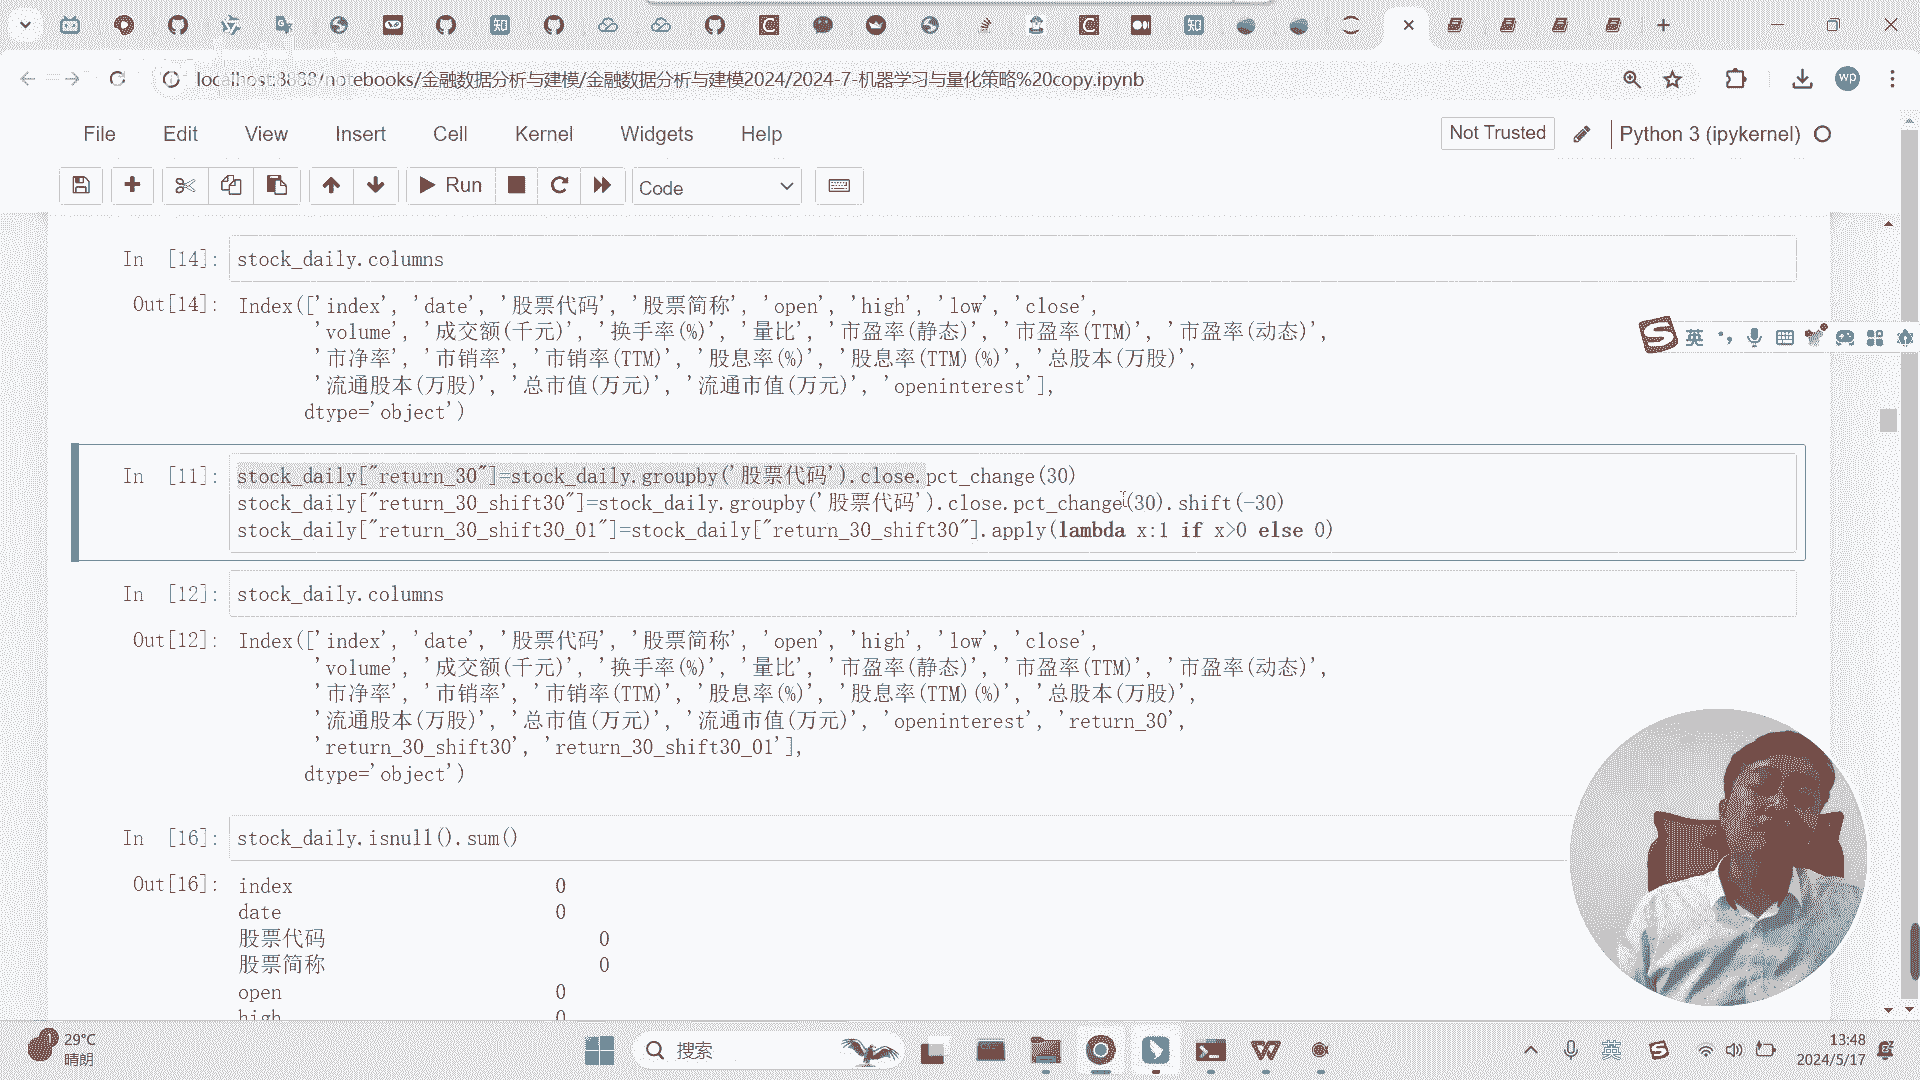 localhost:8888/notebooks/金融数据分析与建模/金融数据分析与建模2024/2024-7-机器学习与量化策略%20copy.ipynb
wp
File Edit View Insert Cell Kernel Widgets Help
Not Trusted Python 3 (ipykernel)
Run Code
In [14]: stock_daily.columns
Out[14]: Index(['index', 'date', '股票代码', '股票简称', 'open', 'high', 'low', 'close',
'volume', '成交额(千元)', '换手率(%)', '量比', '市盈率(静态)', '市盈率(TTM)', '市盈率(动态)',
'市净率', '市销率', '市销率(TTM)', '股息率(%)', '股息率(TTM)(%)', '总股本(万股)',
'流通股本(万股)', '总市值(万元)', '流通市值(万元)', 'openinterest'],
dtype='object')
英
In [11]: stock_daily["return_30"]=stock_daily.groupby('股票代码').close.pct_change(30)
stock_daily["return_30_shift30"]=stock_daily.groupby('股票代码').close.pct_change(30).shift(-30)
stock_daily["return_30_shift30_01"]=stock_daily["return_30_shift30"].apply(lambda x:1 if x>0 else 0)
In [12]: stock_daily.columns
Out[12]: Index(['index', 'date', '股票代码', '股票简称', 'open', 'high', 'low', 'close',
'volume', '成交额(千元)', '换手率(%)', '量比', '市盈率(静态)', '市盈率(TTM)', '市盈率(动态)',
'市净率', '市销率', '市销率(TTM)', '股息率(%)', '股息率(TTM)(%)', '总股本(万股)',
'流通股本(万股)', '总市值(万元)', '流通市值(万元)', 'openinterest', 'return_30',
'return_30_shift30', 'return_30_shift30_01'],
dtype='object')
In [16]: stock_daily.isnull().sum()
Out[16]: index 0
date 0
股票代码 0
股票简称 0
open 0
high 0
29°C
晴朗
搜索
英
13:48
2024/5/17